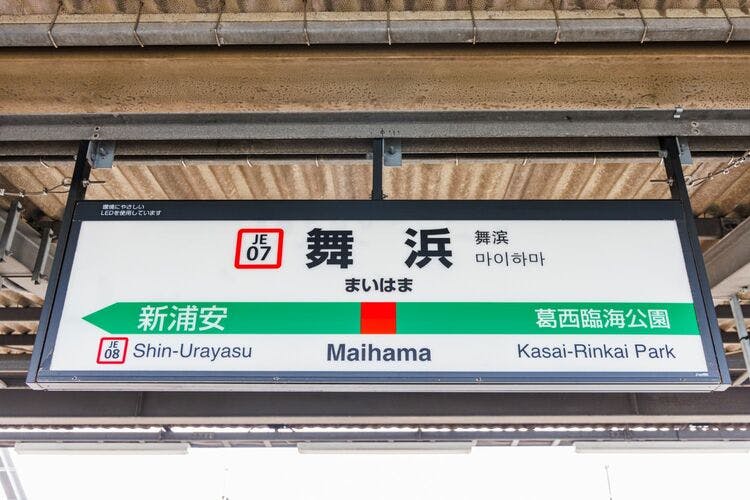 環境にやさしい
LEDを使用しています
JE
07
舞浜
舞滨
마이하마
まいはま
新浦安
葛西臨海公園
JE
08
Shin-Urayasu
Maihama
Kasai-Rinkai Park